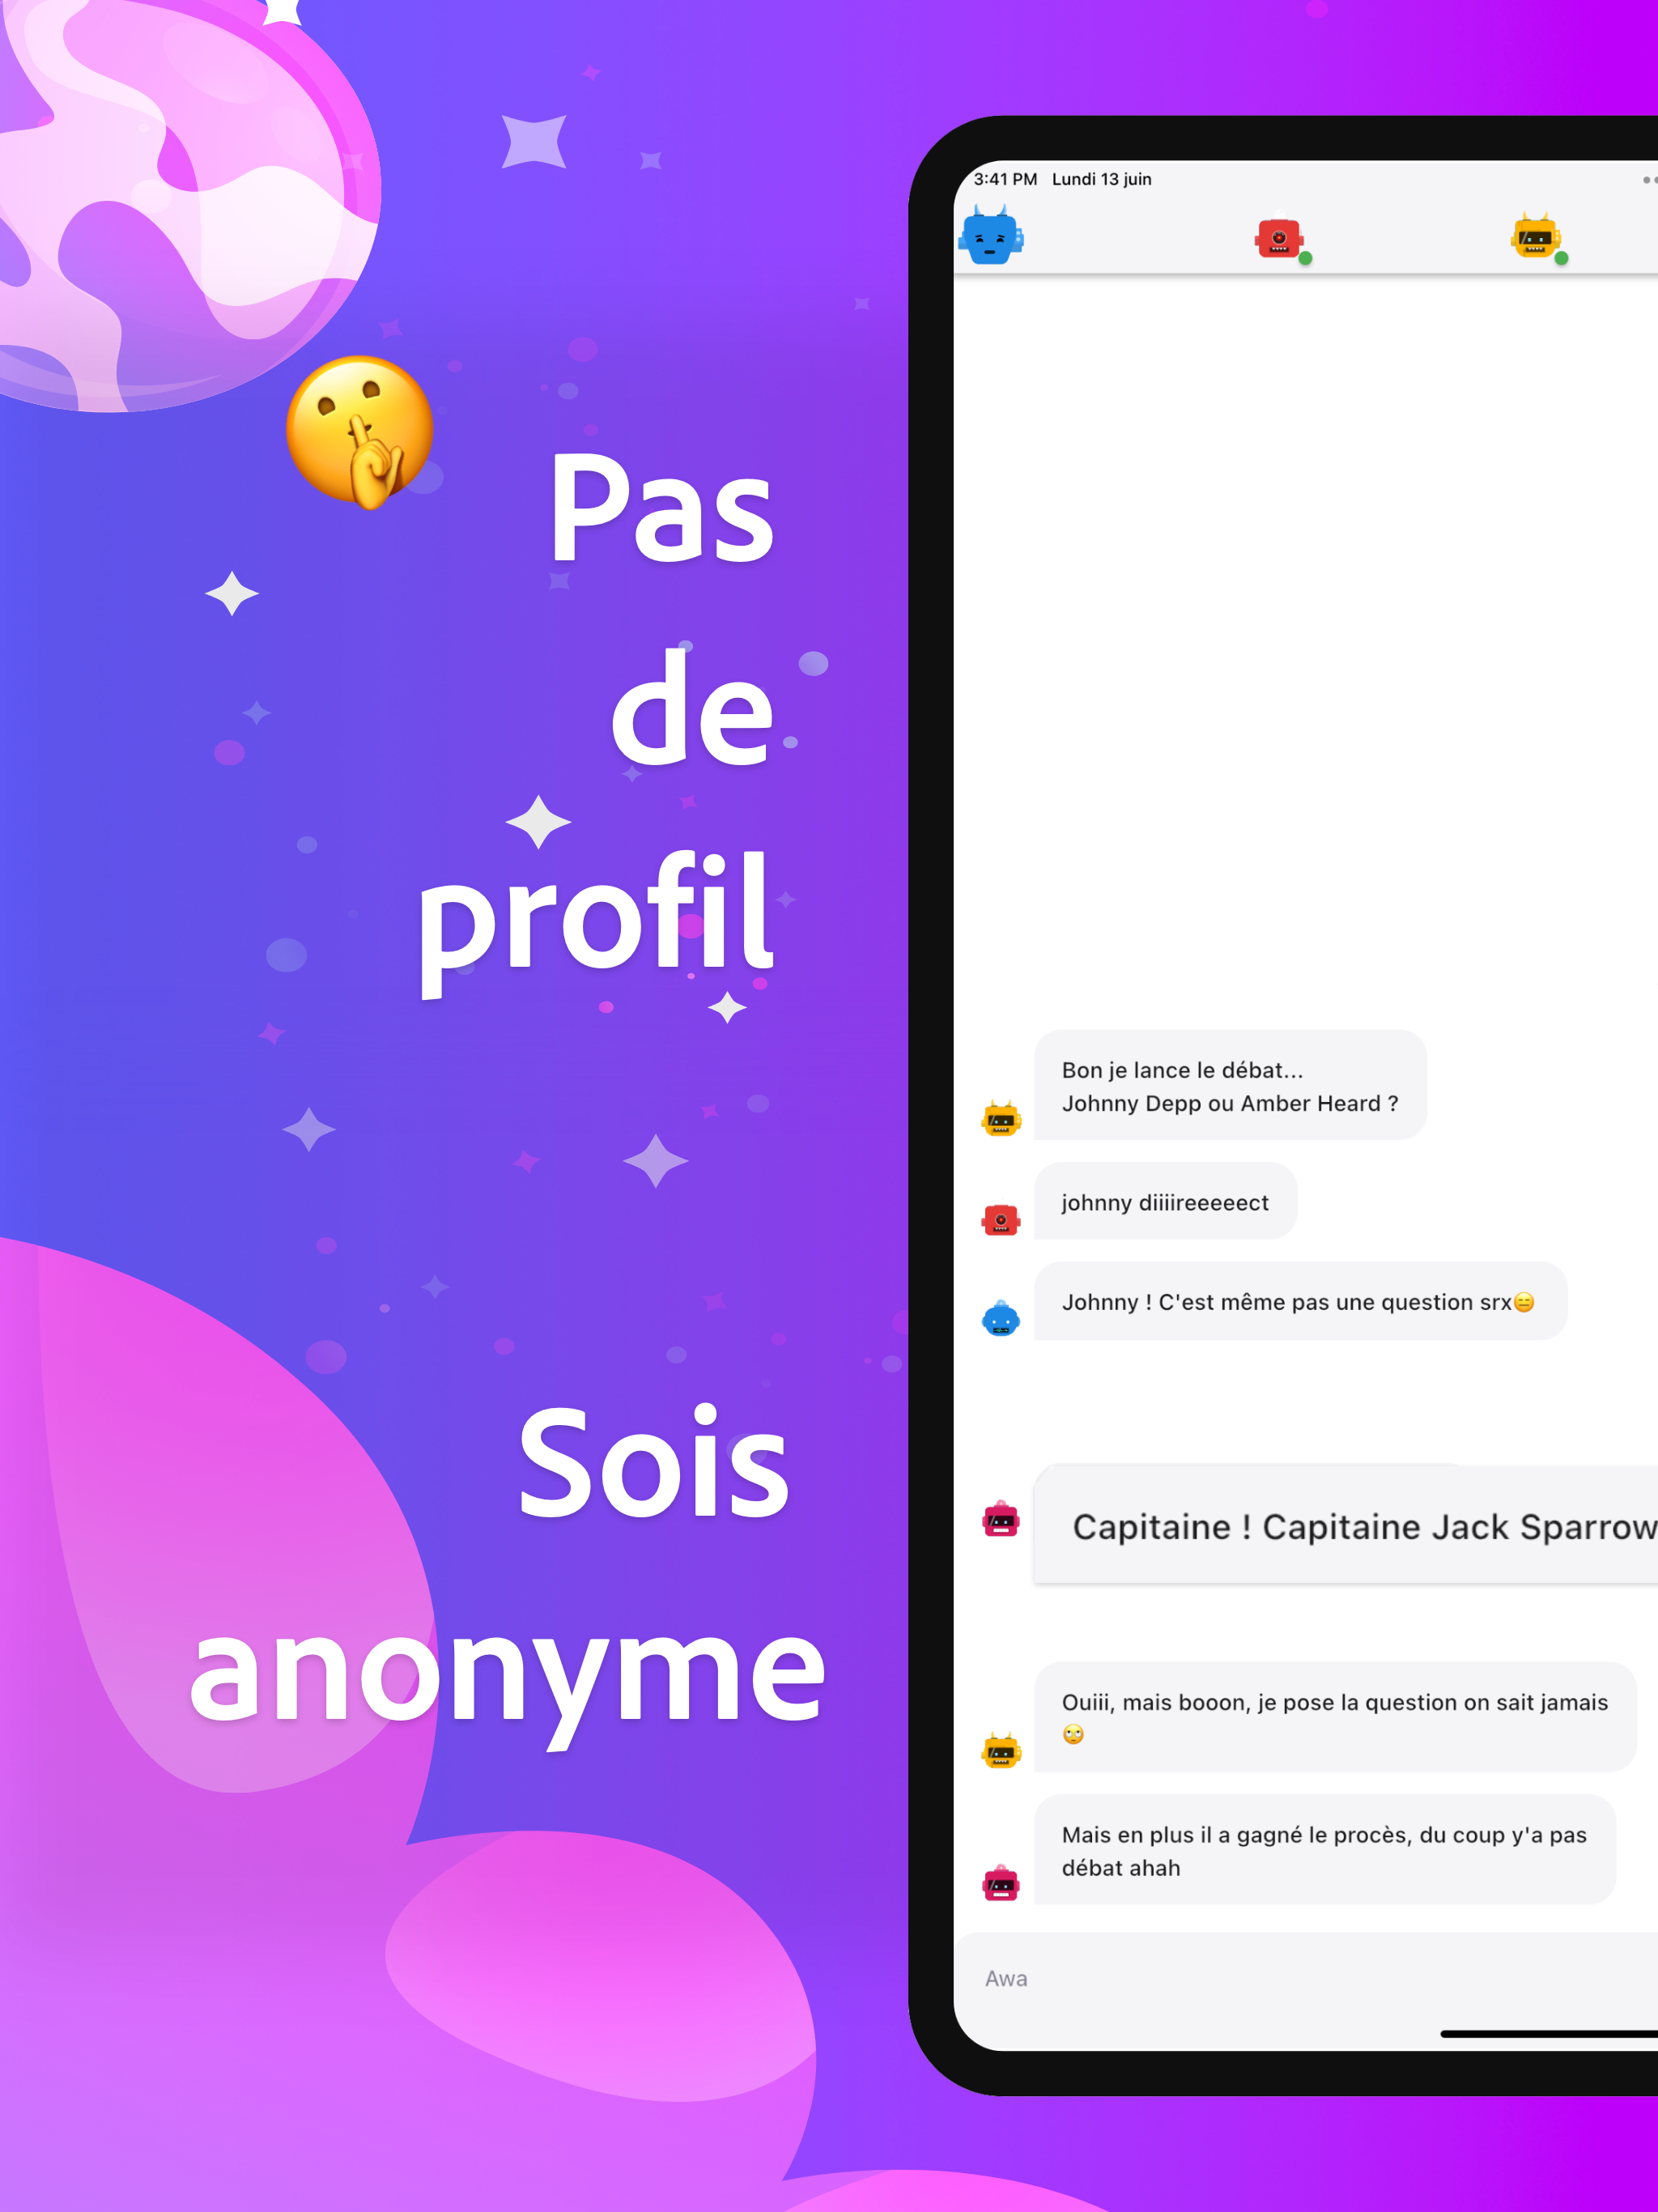 Pas
de
profil
Sois
anonyme
3:41 PM Lundi 13 juin
Bon je lance le débat...
Johnny Depp ou Amber Heard ?
johnny diiiireeeeect
Johnny ! C'est même pas une question srx😑
Capitaine ! Capitaine Jack Sparrow
Ouiii, mais booon, je pose la question on sait jamais
🙄
Mais en plus il a gagné le procès, du coup y'a pas
débat ahah
Awa